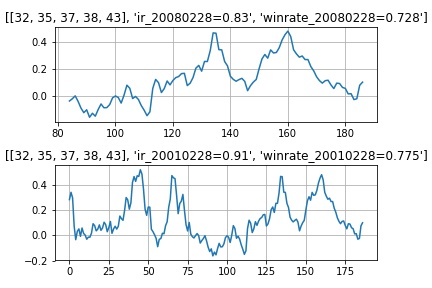 [[32, 35, 37, 38, 43], 'ir_20080228=0.83', 'winrate_20080228=0.728']
0.4
0.2
0.0
80 100 120 140 160 180
[[32, 35, 37, 38, 43], 'ir_20010228=0.91', 'winrate_20010228=0.775']
0.4
0.2
0.0
−0.2
0 25 50 75 100 125 150 175